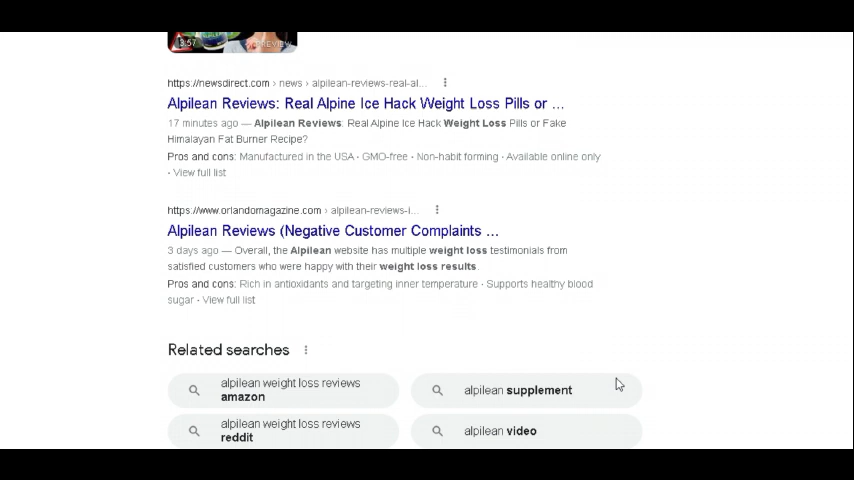 3:57
PREVIEW
https://newsdirect.com › news › alpilean-reviews-real-al...
Alpilean Reviews: Real Alpine Ice Hack Weight Loss Pills or ...
17 minutes ago — Alpilean Reviews: Real Alpine Ice Hack Weight Loss Pills or Fake
Himalayan Fat Burner Recipe?
Pros and cons: Manufactured in the USA · GMO-free · Non-habit forming · Available online only
· View full list
https://www.orlandomagazine.com › alpilean-reviews-i...
Alpilean Reviews (Negative Customer Complaints ...
3 days ago — Overall, the Alpilean website has multiple weight loss testimonials from
satisfied customers who were happy with their weight loss results.
Pros and cons: Rich in antioxidants and targeting inner temperature · Supports healthy blood
sugar · View full list
Related searches
alpilean weight loss reviews
amazon
alpilean supplement
alpilean weight loss reviews
reddit
alpilean video